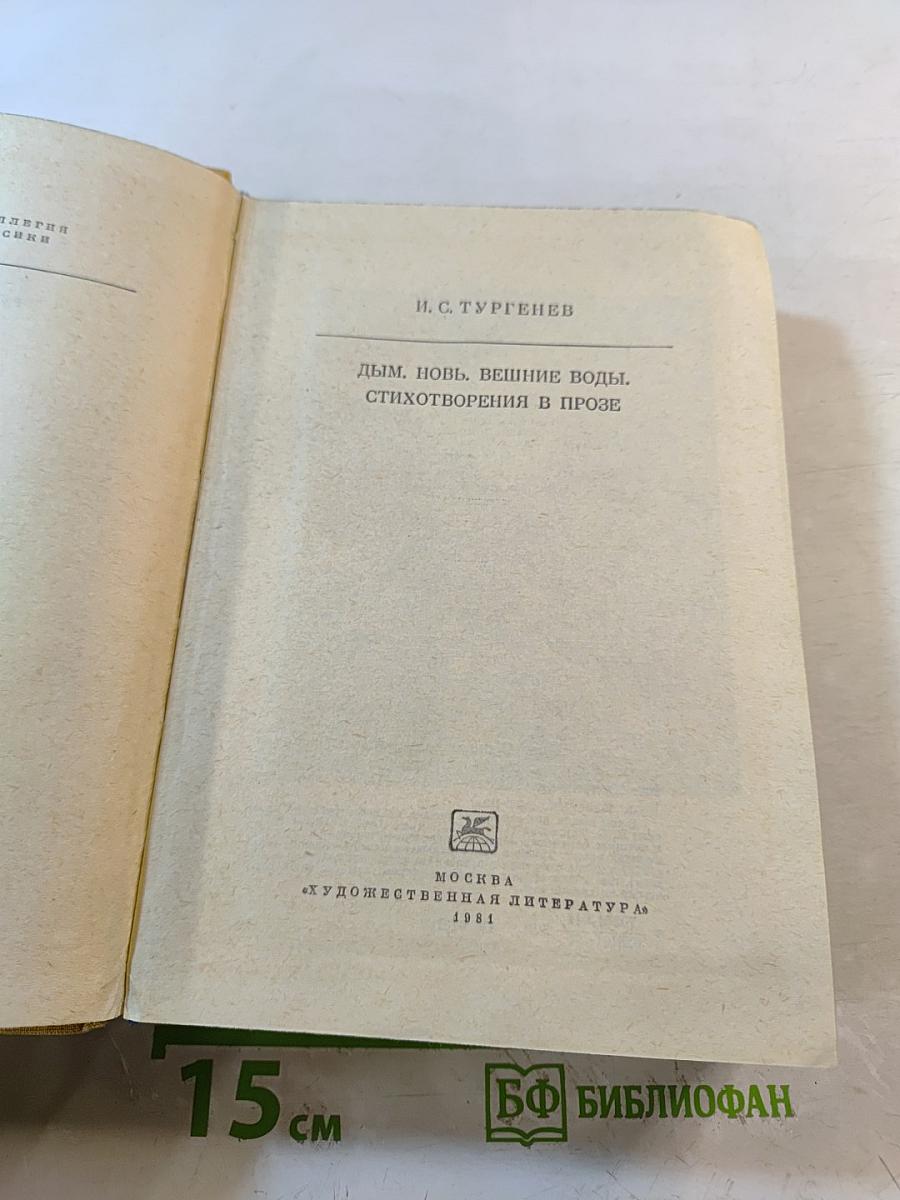 И. С. ТУРГЕНЕВ
ДЫМ. НОВЬ. ВЕШНИЕ ВОДЫ.
СТИХОТВОРЕНИЯ В ПРОЗЕ
МОСКВА
«ХУДОЖЕСТВЕННАЯ ЛИТЕРАТУРА»
1981
15 см
БФ БИБЛИОФАН